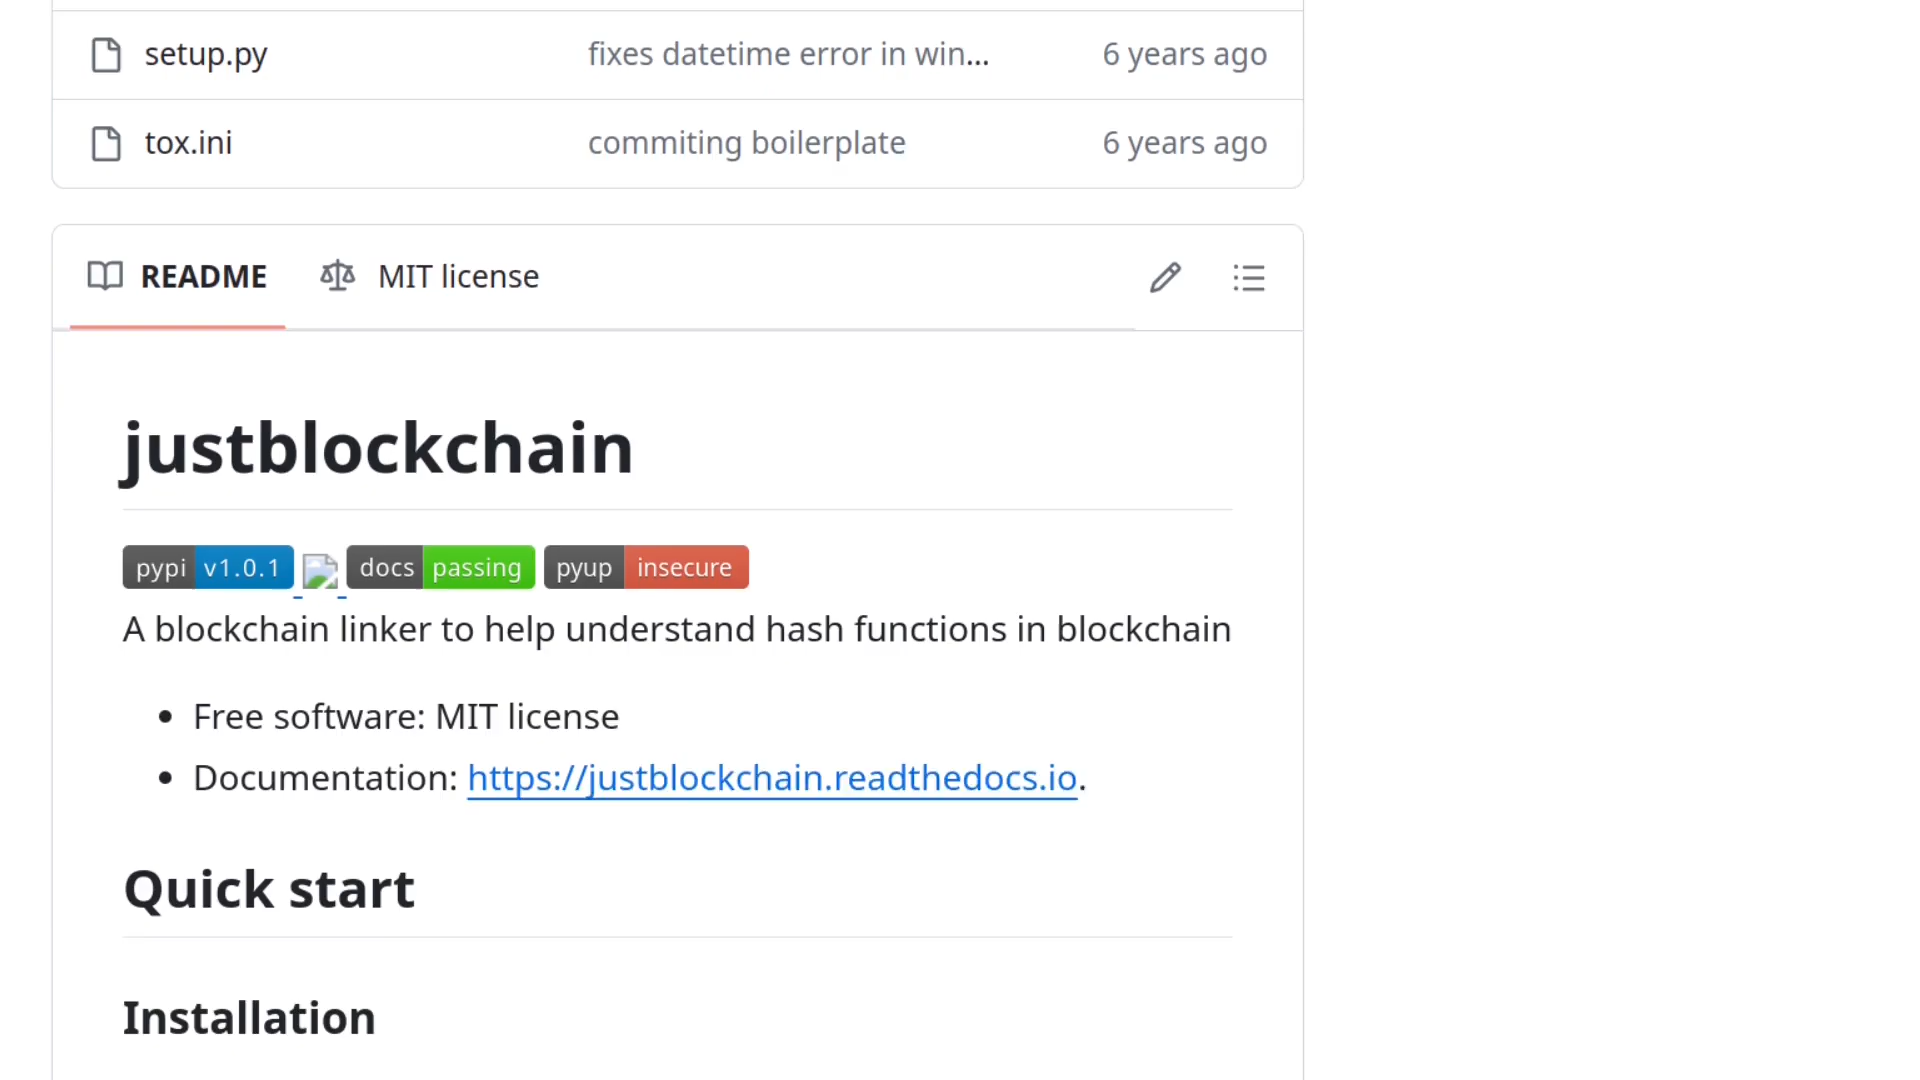 setup.py fixes datetime error in win... 6 years ago
tox.ini commiting boilerplate 6 years ago
README MIT license
justblockchain
pypi v1.0.1 docs passing pyup insecure
A blockchain linker to help understand hash functions in blockchain
Free software: MIT license
Documentation: https://justblockchain.readthedocs.io.
Quick start
Installation